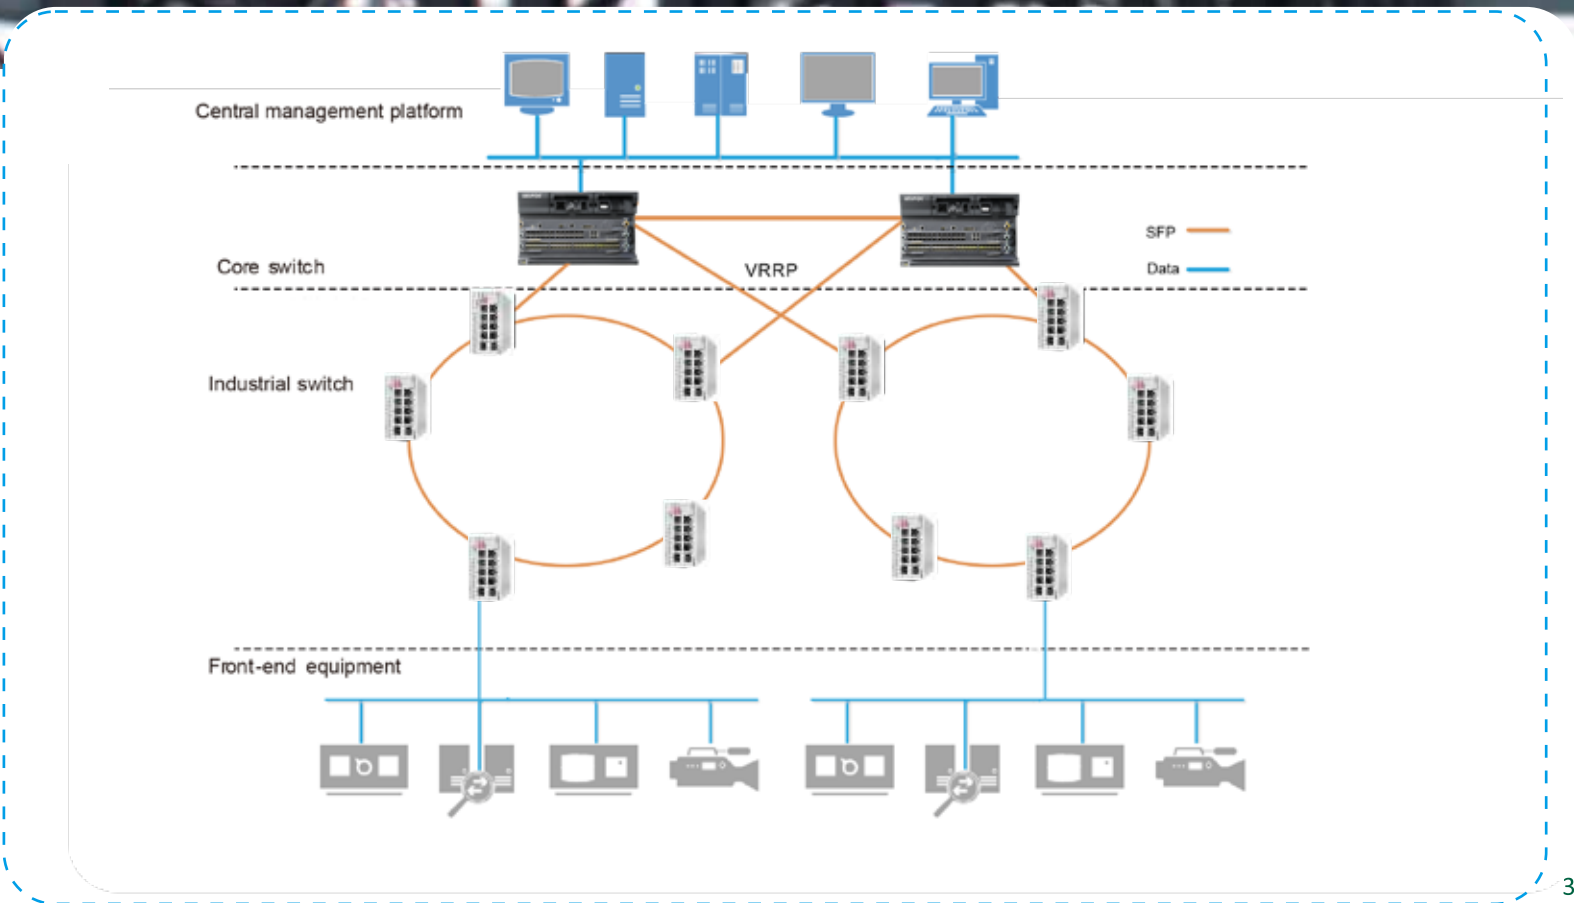 Central management platform
SFP
Core switch
VRRP
Data
Industrial switch
Front-end equipment
3